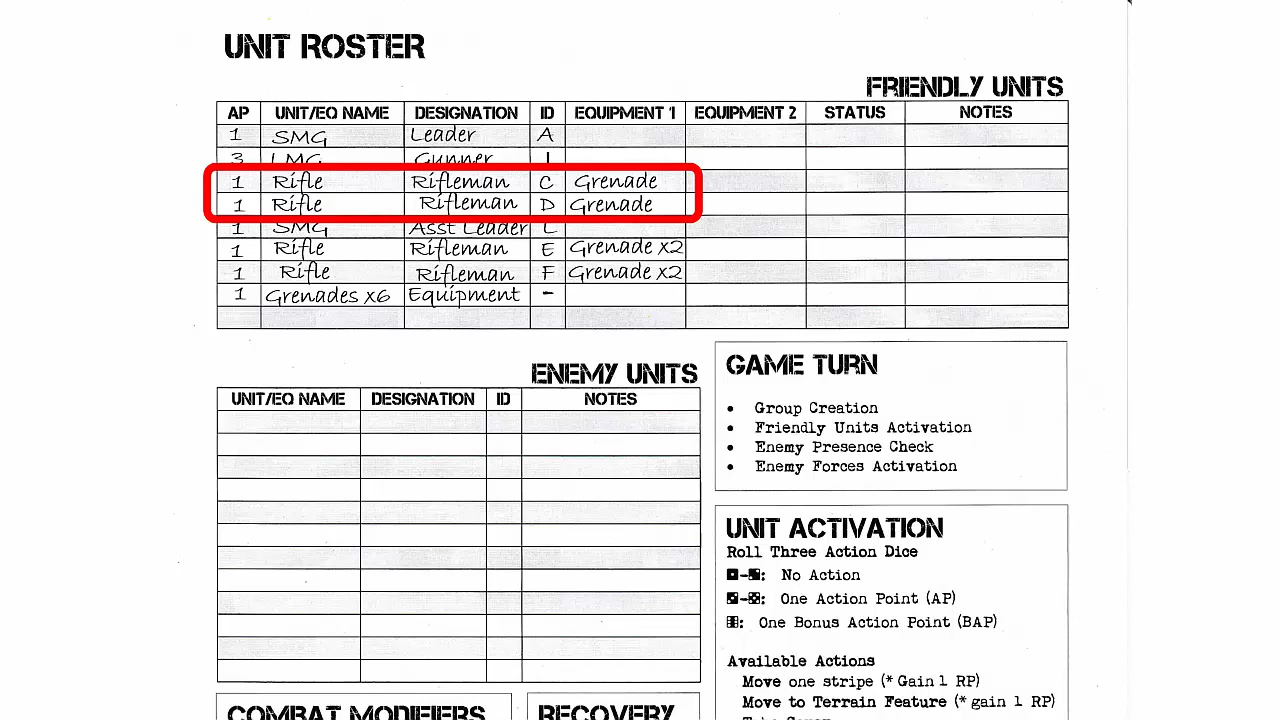 UNIT ROSTER
FRIENDLY UNITS
AP UNIT/EQ NAME DESIGNATION ID EQUIPMENT 1 EQUIPMENT 2 STATUS NOTES
1 SMG Leader A
3 LMG Gunner
1 Rifle Rifleman C Grenade
1 Rifle Rifleman D Grenade
1 SMG Asst Leader L
1 Rifle Rifleman E Grenade x2
1 Rifle Rifleman F Grenade x2
1 Grenades x6 Equipment -
ENEMY UNITS
UNIT/EQ NAME DESIGNATION ID NOTES
GAME TURN
• Group Creation
• Friendly Units Activation
• Enemy Presence Check
• Enemy Forces Activation
UNIT ACTIVATION
Roll Three Action Dice
⚀-⚁: No Action
⚂-⚄: One Action Point (AP)
⚅: One Bonus Action Point (BAP)
Available Actions
Move one stripe (* Gain 1 RP)
Move to Terrain Feature (* gain 1 RP)
COMBAT MODIFIERS
RECOVERY